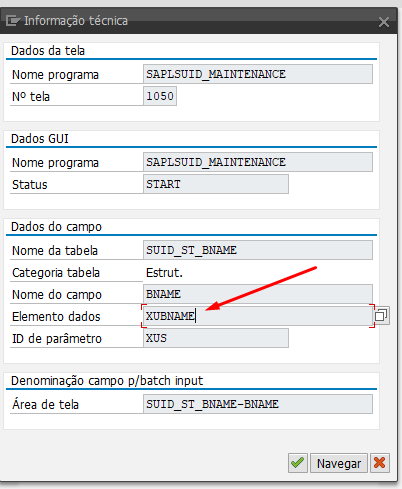 Informação técnica
Dados da tela
Nome programa SAPLSUID_MAINTENANCE
Nº tela 1050
Dados GUI
Nome programa SAPLSUID_MAINTENANCE
Status START
Dados do campo
Nome da tabela SUID_ST_BNAME
Categoria tabela Estrut.
Nome do campo BNAME
Elemento dados XUBNAME
ID de parâmetro XUS
Denominação campo p/batch input
Área de tela SUID_ST_BNAME-BNAME
Navegar